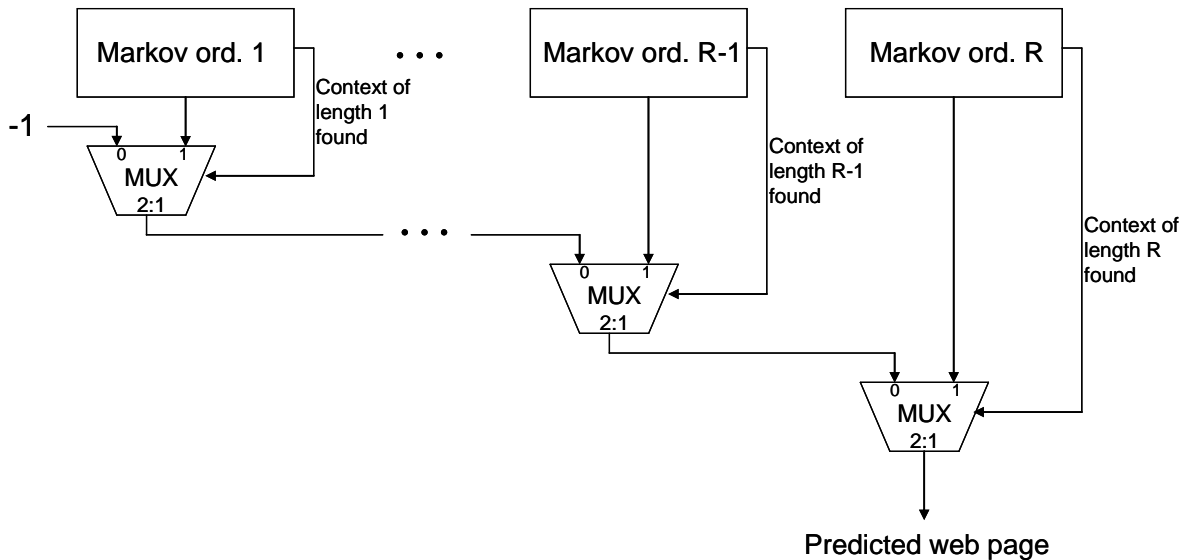 Markov ord. 1
• • •
Markov ord. R-1
Markov ord. R
Context of
length 1
found
-1
0
1
MUX
2:1
Context of
length R-1
found
• • •
0
1
MUX
2:1
Context of
length R
found
0
1
MUX
2:1
Predicted web page